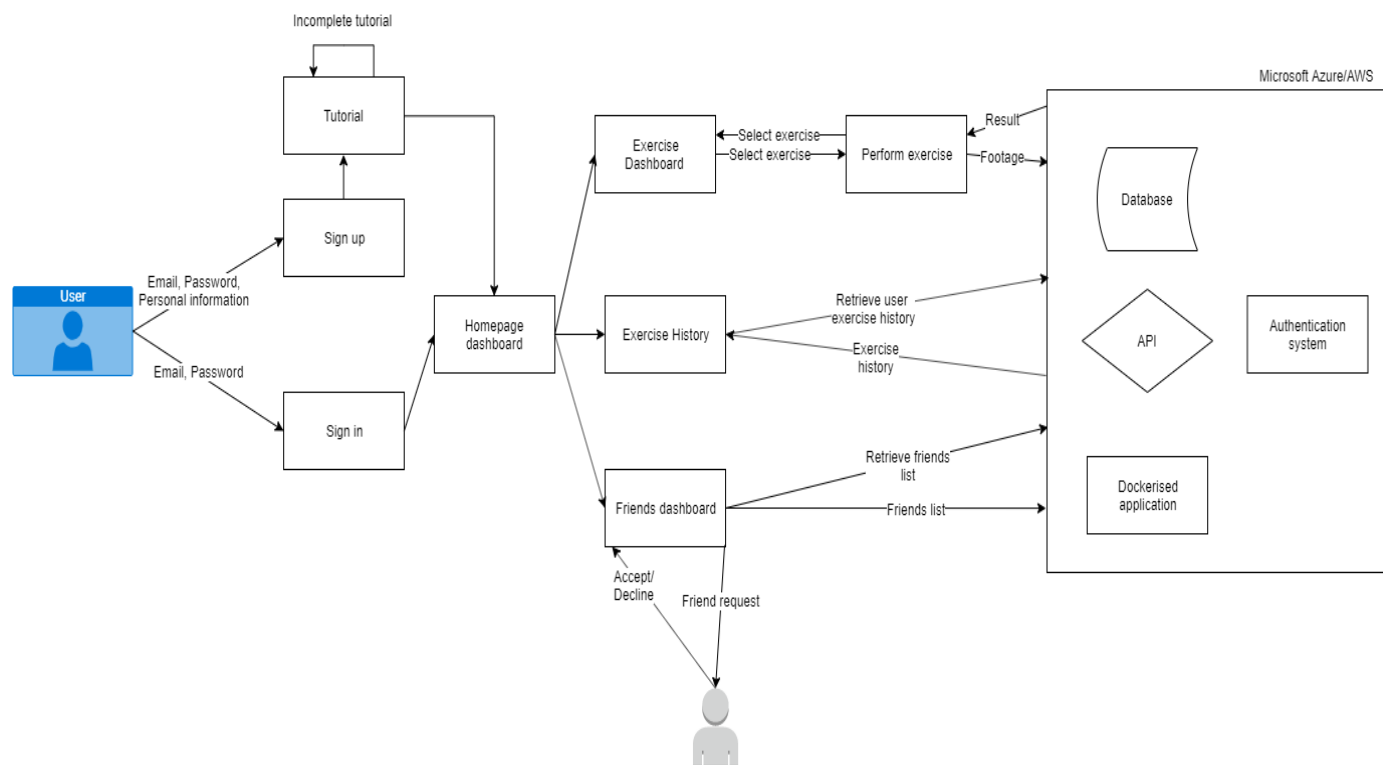 Incomplete tutorial
Microsoft Azure/AWS
Tutorial
Result
Select exercise
Exercise
Dashboard
Select exercise
Perform exercise
Footage
Database
Sign up
Email, Password,
Personal information
User
Homepage
dashboard
Exercise History
Retrieve user
exercise history
Exercise
history
API
Authentication
system
Email, Password
Sign in
Retrieve friends
list
Friends dashboard
Friends list
Dockerised
application
Accept/
Decline
Friend request